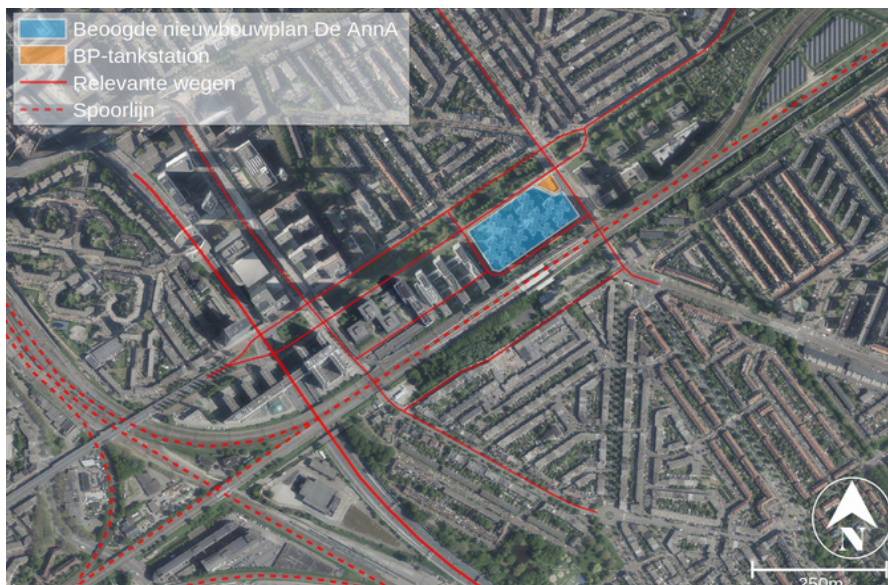 Beoogde nieuwbouwplan De AnnA
BP-tankstation
Relevante wegen
Spoorlijn
N
250m